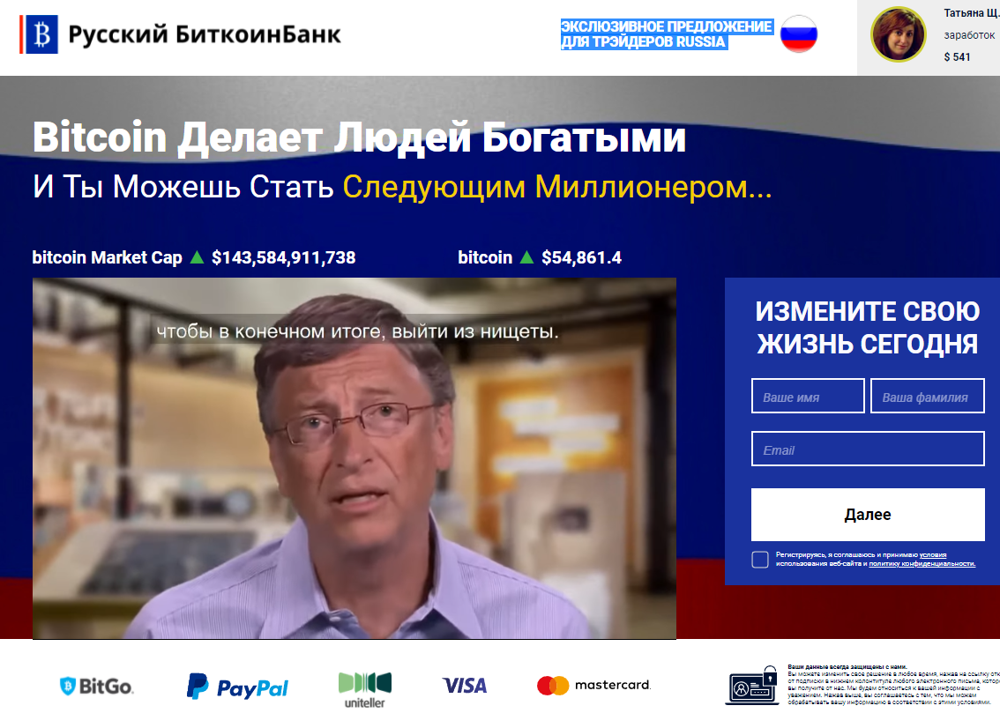 Русский БиткоинБанк
ЭКСЛЮЗИВНОЕ ПРЕДЛОЖЕНИЕ
ДЛЯ ТРЭЙДЕРОВ RUSSIA
Татьяна Щ.
заработок
$ 541
Bitcoin Делает Людей Богатыми
И Ты Можешь Стать Следующим Миллионером...
bitcoin Market Cap $143,584,911,738
bitcoin $54,861.4
чтобы в конечном итоге, выйти из нищеты.
ИЗМЕНИТЕ СВОЮ
ЖИЗНЬ СЕГОДНЯ
Ваше имя
Ваша фамилия
Email
Далее
Регистрируясь, я соглашаюсь и принимаю условия
использования веб-сайта и политику конфиденциальности.
BitGo.
PayPal
uniteller
VISA
mastercard.
Ваши данные всегда защищены с нами.
Вы можете изменить свое решение в любое время, нажав на ссылку
от подписки в нижнем колонтитуле любого электронного письма,
вы получите от нас. Мы будем относиться к вашей информации с
уважением. Нажав выше, вы соглашаетесь с тем, что мы можем
обрабатывать вашу информацию в соответствии с этими условиями.